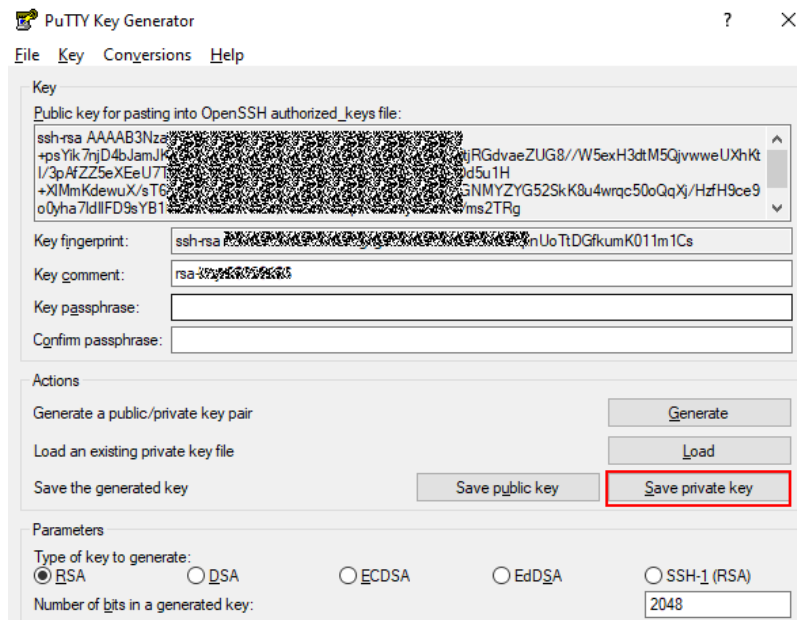 PuTTY Key Generator
? X
File Key Conversions Help
Key
Public key for pasting into OpenSSH authorized_keys file:
ssh-rsa AAAAB3Nza
+psYik7njD4bJamJK tjRGdvaeZUG8//W5exH3dtM5QjvwweUXhKt
I/3pAfZZ5eXEeU7T d5u1H
+XIMmKdewuX/sT6 GNMYZYG52SkK8u4wrqc50oQqXj/HzfH9ce9
o0yha7ldIlFD9sYB1 /ms2TRg
Key fingerprint: ssh-rsa nUoTtDGfkumK011m1Cs
Key comment: rsa-
Key passphrase:
Confirm passphrase:
Actions
Generate a public/private key pair Generate
Load an existing private key file Load
Save the generated key Save public key Save private key
Parameters
Type of key to generate:
RSA DSA ECDSA EdDSA SSH-1 (RSA)
Number of bits in a generated key: 2048